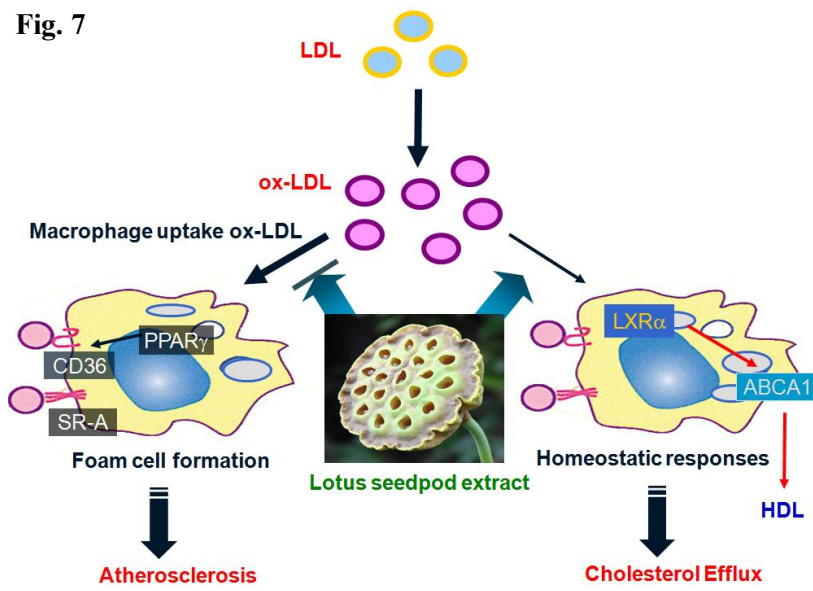 Fig. 7
LDL
ox-LDL
Macrophage uptake ox-LDL
PPARγ
CD36
SR-A
LXRα
ABCA1
Foam cell formation
Lotus seedpod extract
Homeostatic responses
HDL
Atherosclerosis
Cholesterol Efflux